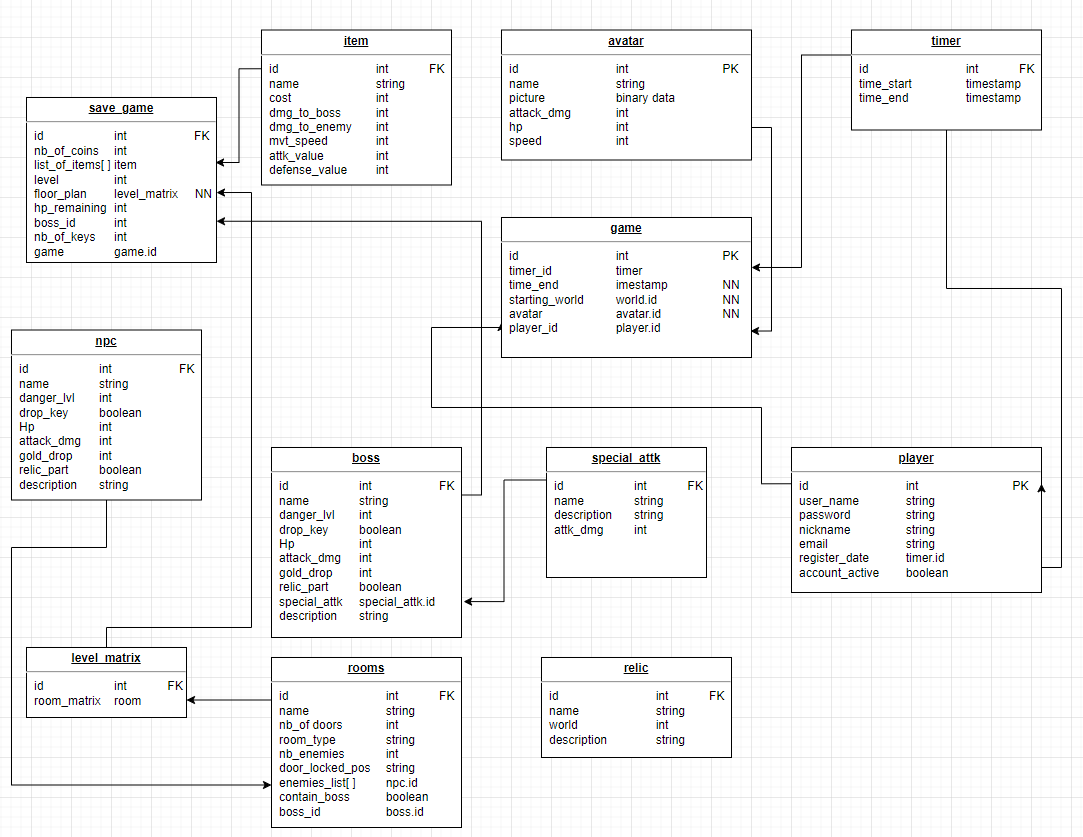 item
id int FK
name string
cost int
dmg_to_boss int
dmg_to_enemy int
mvt_speed int
attk_value int
defense_value int
avatar
id int PK
name string
picture binary data
attack_dmg int
hp int
speed int
timer
id int FK
time_start timestamp
time_end timestamp
save_game
id int FK
nb_of_coins int
list_of_items[ ] item
level int
floor_plan level_matrix NN
hp_remaining int
boss_id int
nb_of_keys int
game game.id
game
id int PK
timer_id timer
time_end imestamp NN
starting_world world.id NN
avatar avatar.id NN
player_id player.id
npc
id int FK
name string
danger_lvl int
drop_key boolean
Hp int
attack_dmg int
gold_drop int
relic_part boolean
description string
boss
id int FK
name string
danger_lvl int
drop_key boolean
Hp int
attack_dmg int
gold_drop int
relic_part boolean
special_attk special_attk.id
description string
special_attk
id int FK
name string
description string
attk_dmg int
player
id int PK
user_name string
password string
nickname string
email string
register_date timer.id
account_active boolean
level_matrix
id int FK
room_matrix room
rooms
id int FK
name string
nb_of doors int
room_type string
nb_enemies int
door_locked_pos string
enemies_list[ ] npc.id
contain_boss boolean
boss_id boss.id
relic
id int FK
name string
world int
description string